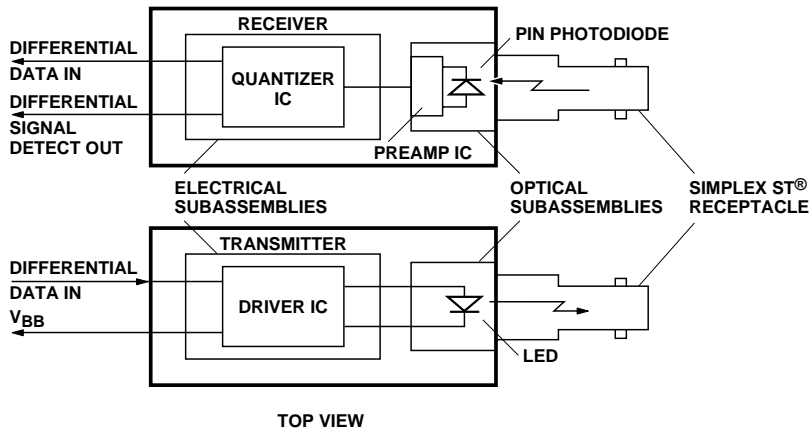 RECEIVER
PIN PHOTODIODE
DIFFERENTIAL
DATA IN
QUANTIZER
IC
DIFFERENTIAL
SIGNAL
DETECT OUT
PREAMP IC
ELECTRICAL
SUBASSEMBLIES
OPTICAL
SUBASSEMBLIES
SIMPLEX ST®
RECEPTACLE
TRANSMITTER
DIFFERENTIAL
DATA IN
VBB
DRIVER IC
LED
TOP VIEW